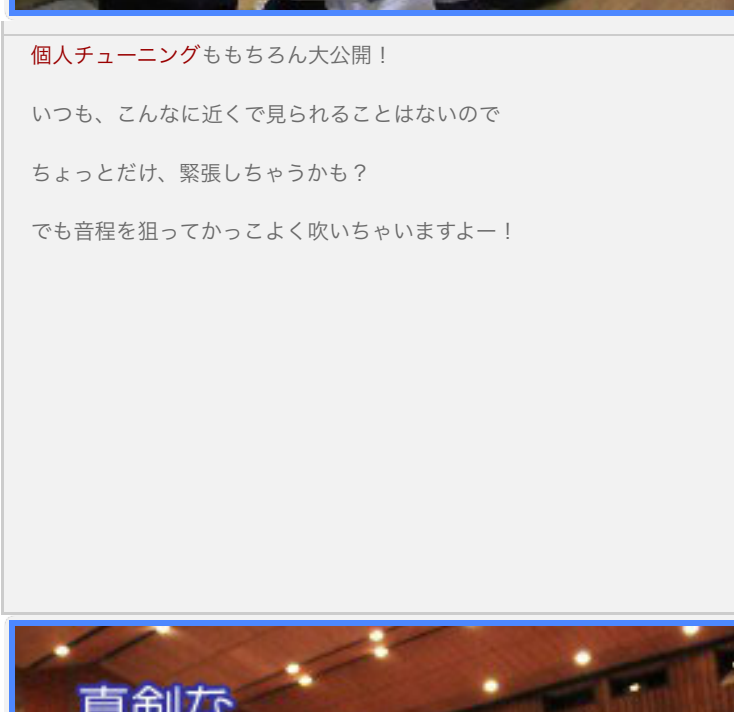 個人チューニングももちろん大公開！
いつも、こんなに近くで見られることはないので
ちょっとだけ、緊張しちゃうかも？
でも音程を狙ってかっこよく吹いちゃいますよー！
真剣な